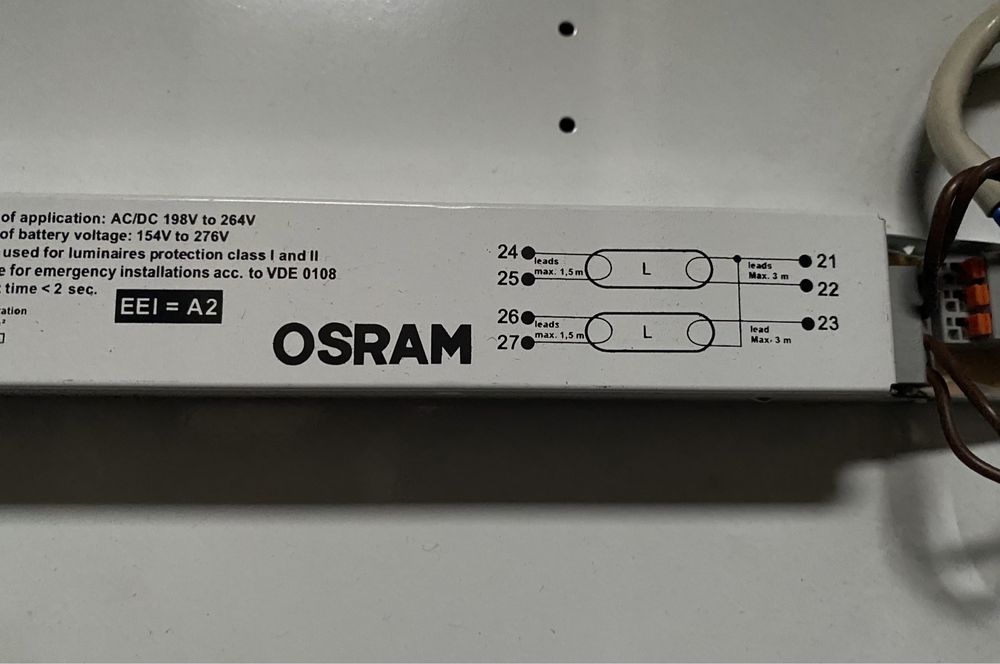 of application: AC/DC 198V to 264V
of battery voltage: 154V to 276V
used for luminaires protection class I and II
e for emergency installations acc. to VDE 0108
time < 2 sec.
EEI = A2
ation
OSRAM
24
leads
max. 1,5 m
25
L
21
leads
Max. 3 m
22
26
leads
max. 1,5 m
27
L
23
lead
Max. 3 m